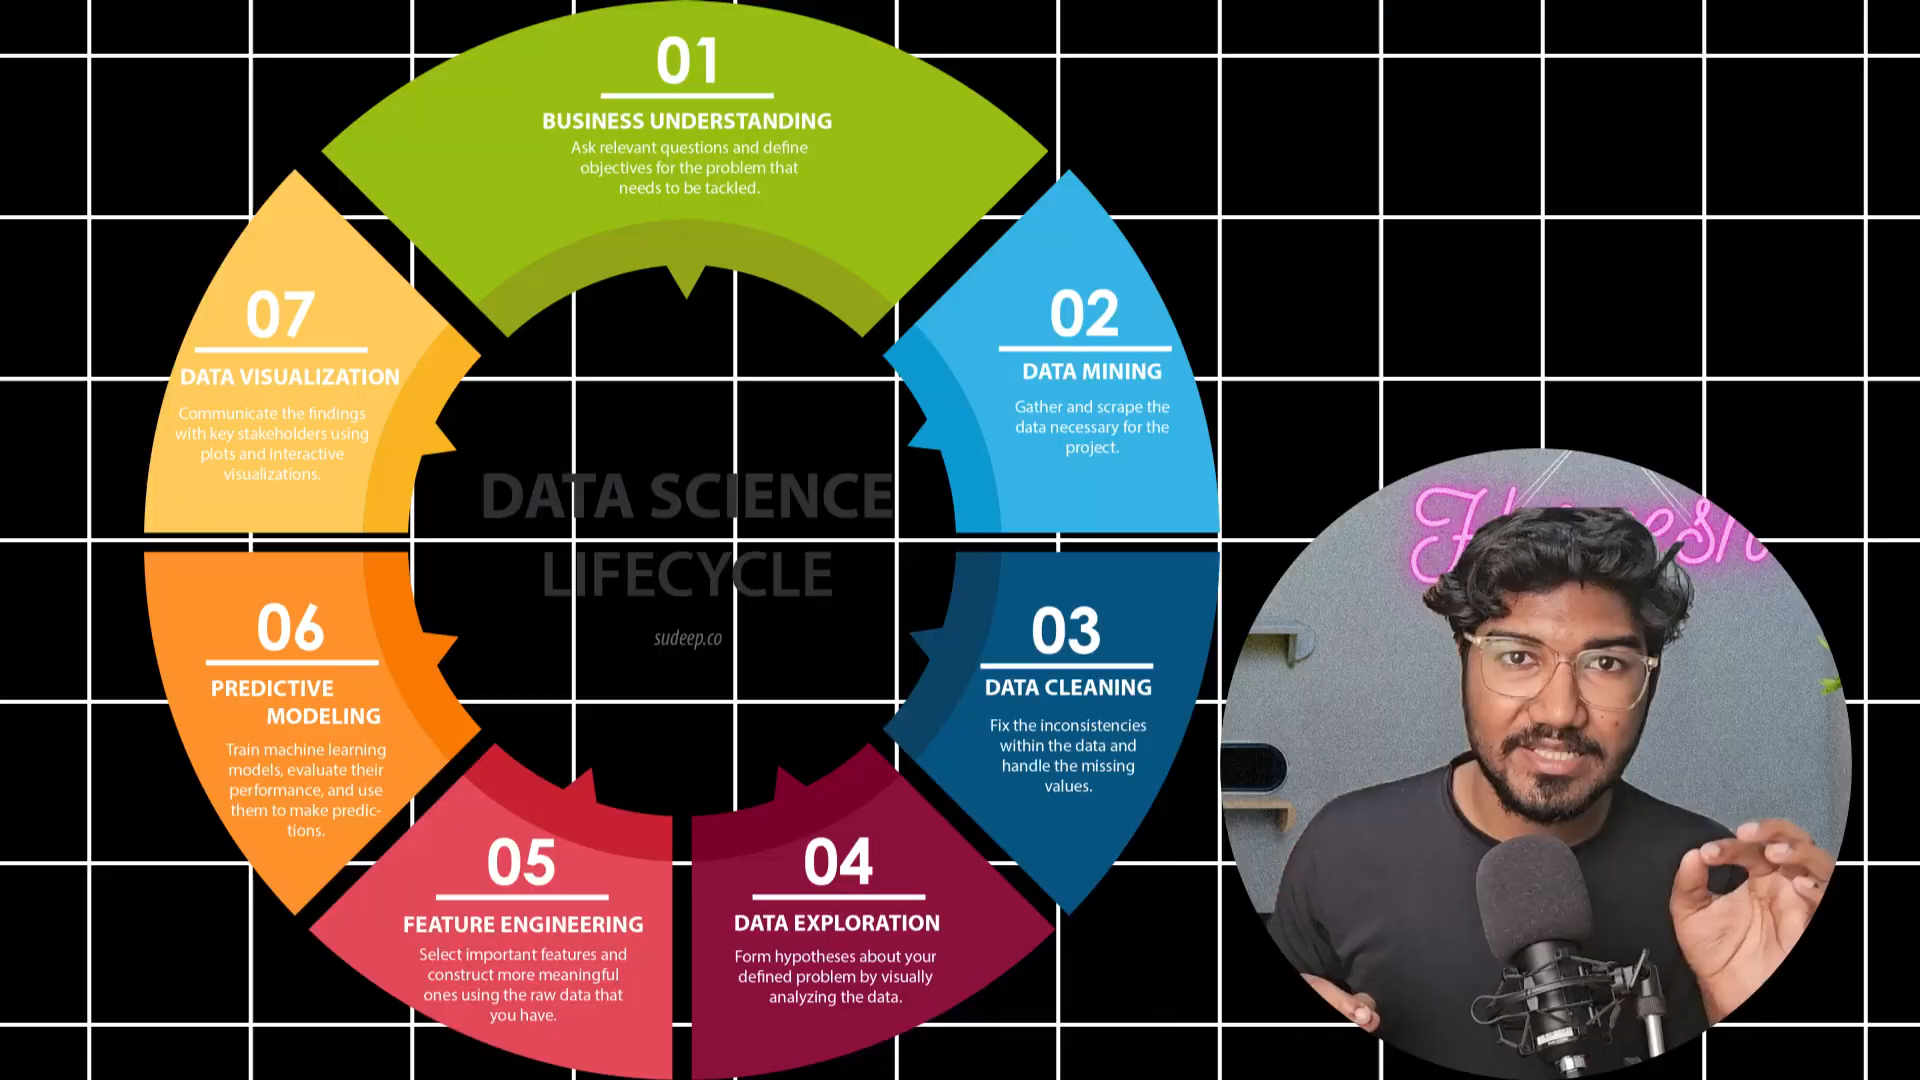 01
BUSINESS UNDERSTANDING
Ask relevant questions and define
objectives for the problem that
needs to be tackled.
02
DATA MINING
Gather and scrape the
data necessary for the
project.
03
DATA CLEANING
Fix the inconsistencies
within the data and
handle the missing
values.
04
DATA EXPLORATION
Form hypotheses about your
defined problem by visually
analyzing the data.
05
FEATURE ENGINEERING
Select important features and
construct more meaningful
ones using the raw data that
you have.
06
PREDICTIVE
MODELING
Train machine learning
models, evaluate their
performance, and use
them to make predic-
tions.
07
DATA VISUALIZATION
Communicate the findings
with key stakeholders using
plots and interactive
visualizations.
DATA SCIENCE
LIFECYCLE
sudeep.co